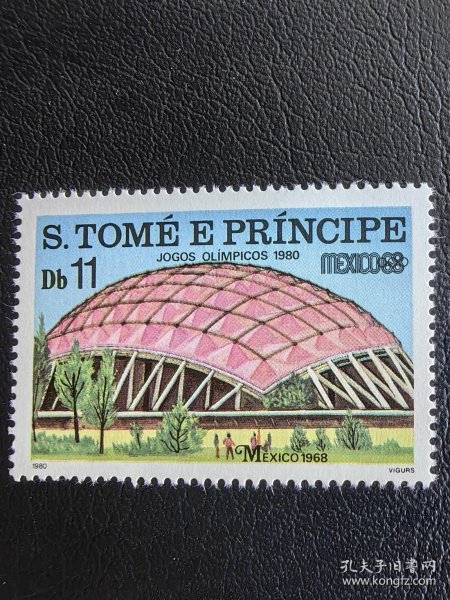 S. TOMÉ E PRÍNCIPE
JOGOS OLÍMPICOS 1980
Db 11
MEXICO68
MÉXICO 1968
1980
VIGURS
孔夫子旧书网
www.kongfz.com